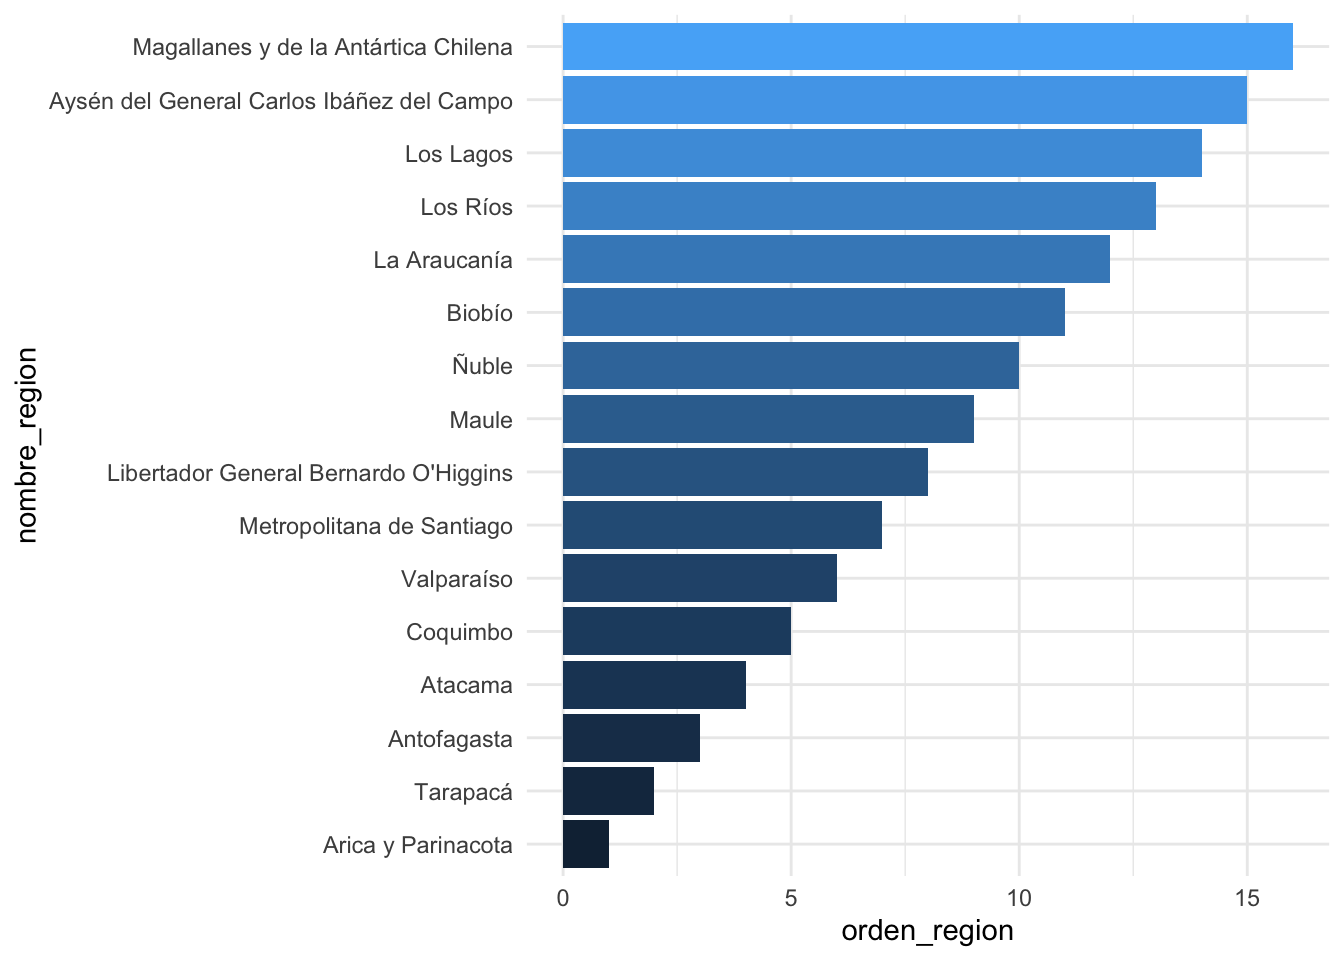 Magallanes y de la Antártica Chilena
Aysén del General Carlos Ibáñez del Campo
Los Lagos
Los Ríos
La Araucanía
Biobío
Ñuble
Maule
Libertador General Bernardo O'Higgins
Metropolitana de Santiago
Valparaíso
Coquimbo
Atacama
Antofagasta
Tarapacá
Arica y Parinacota
nombre_region
0 5 10 15
orden_region